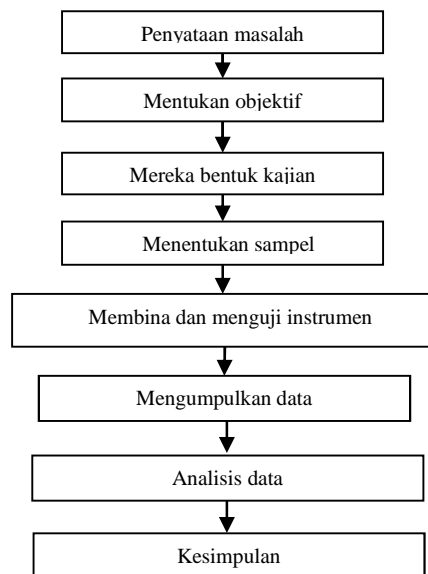 Penyataan masalah
Mentukan objektif
Mereka bentuk kajian
Menentukan sampel
Membina dan menguji instrumen
Mengumpulkan data
Analisis data
Kesimpulan